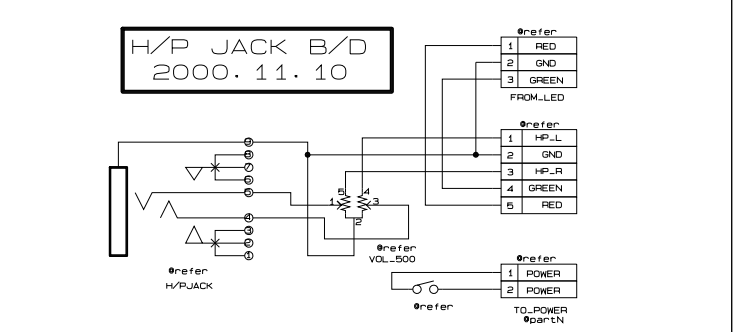 H/P JACK B/D
2000. 11. 10
@refer
1 RED
2 GND
3 GREEN
FROM_LED
@refer
1 HP_L
2 GND
3 HP_R
4 GREEN
5 RED
9
8
7
6
5
4
3
2
1
@refer
H/PJACK
5 4
1 3
2
@refer
VOL_500
@refer
@refer
1 POWER
2 POWER
TO_POWER
@partN